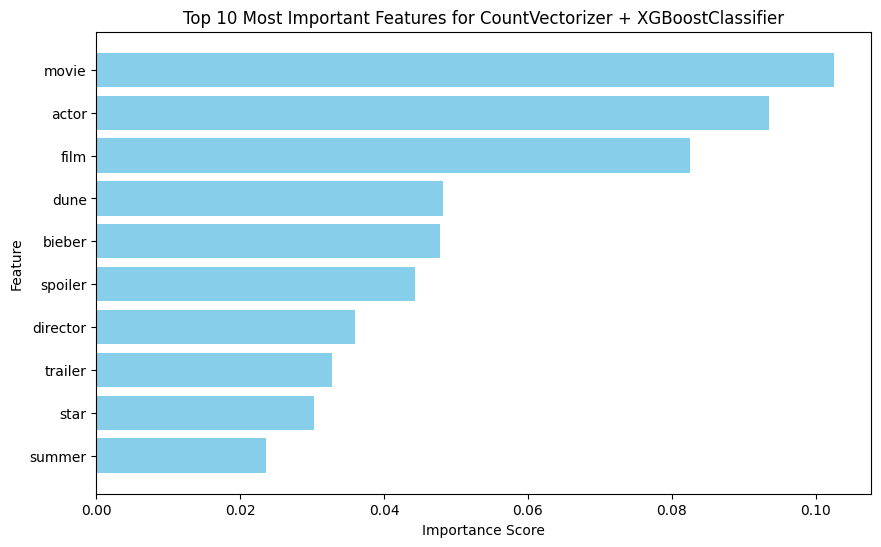 Top 10 Most Important Features for CountVectorizer + XGBoostClassifier
Feature
movie
actor
film
dune
bieber
spoiler
director
trailer
star
summer
0.00 0.02 0.04 0.06 0.08 0.10
Importance Score